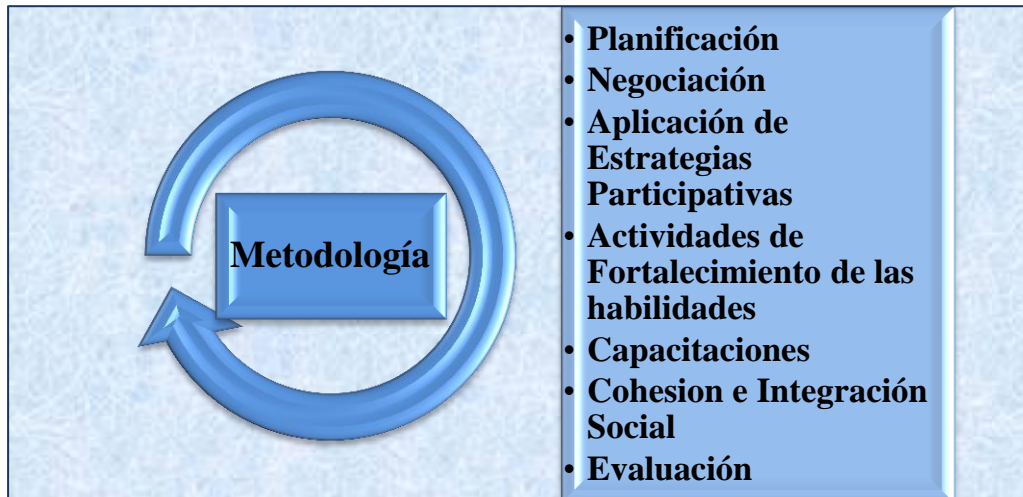 Metodología
• Planificación
• Negociación
• Aplicación de
Estrategias
Participativas
• Actividades de
Fortalecimiento de las
habilidades
• Capacitaciones
• Cohesion e Integración
Social
• Evaluación